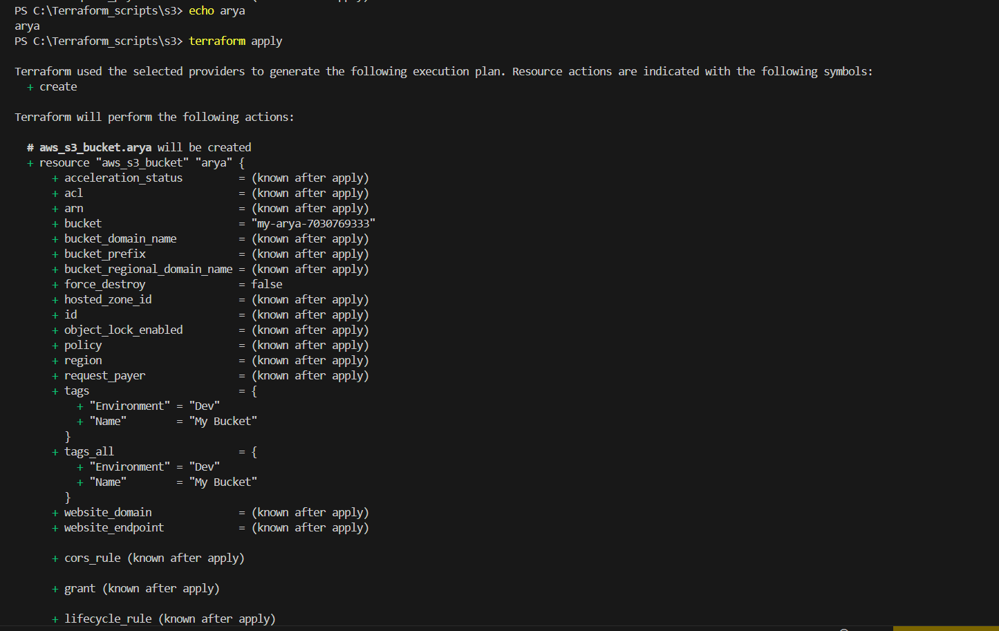 PS C:\Terraform_scripts\s3> echo arya
arya
PS C:\Terraform_scripts\s3> terraform apply
Terraform used the selected providers to generate the following execution plan. Resource actions are indicated with the following symbols:
+ create
Terraform will perform the following actions:
# aws_s3_bucket.arya will be created
+ resource "aws_s3_bucket" "arya" {
+ acceleration_status = (known after apply)
+ acl = (known after apply)
+ arn = (known after apply)
+ bucket = "my-arya-7030769333"
+ bucket_domain_name = (known after apply)
+ bucket_prefix = (known after apply)
+ bucket_regional_domain_name = (known after apply)
+ force_destroy = false
+ hosted_zone_id = (known after apply)
+ id = (known after apply)
+ object_lock_enabled = (known after apply)
+ policy = (known after apply)
+ region = (known after apply)
+ request_payer = (known after apply)
+ tags = {
+ "Environment" = "Dev"
+ "Name" = "My Bucket"
}
+ tags_all = {
+ "Environment" = "Dev"
+ "Name" = "My Bucket"
}
+ website_domain = (known after apply)
+ website_endpoint = (known after apply)
+ cors_rule (known after apply)
+ grant (known after apply)
+ lifecycle_rule (known after apply)